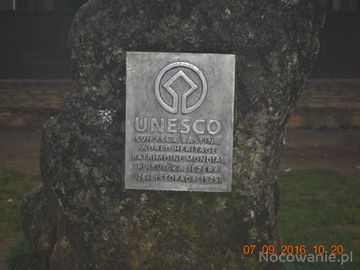 UNESCO
SVJETSKA BAŠTINA
WORLD HERITAGE
PATRIMOINE MONDIAL
PLITVIČKA JEZERA
26. LISTOPADA 1979.
07.09.2016 10:20
Nocowanie.pl